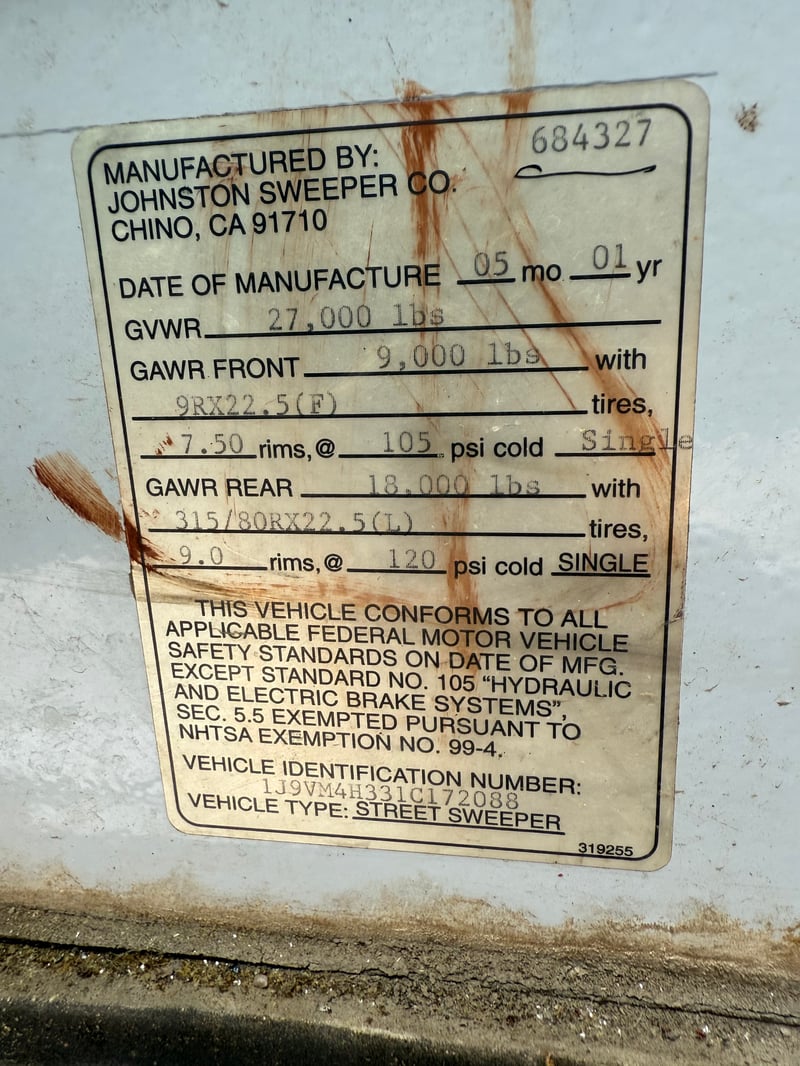 684327
MANUFACTURED BY:
JOHNSTON SWEEPER CO.
CHINO, CA 91710
DATE OF MANUFACTURE 05 mo 01 yr
GVWR 27,000 lbs
GAWR FRONT 9,000 lbs with
9RX22.5(F) tires,
7.50 rims,@ 105 psi cold Single
GAWR REAR 18,000 lbs with
315/80RX22.5(L) tires,
9.0 rims,@ 120 psi cold SINGLE
THIS VEHICLE CONFORMS TO ALL
APPLICABLE FEDERAL MOTOR VEHICLE
SAFETY STANDARDS ON DATE OF MFG.
EXCEPT STANDARD NO. 105 “HYDRAULIC
AND ELECTRIC BRAKE SYSTEMS”,
SEC. 5.5 EXEMPTED PURSUANT TO
NHTSA EXEMPTION NO. 99-4.
VEHICLE IDENTIFICATION NUMBER:
1J9VM4H331C172088
VEHICLE TYPE: STREET SWEEPER
319255